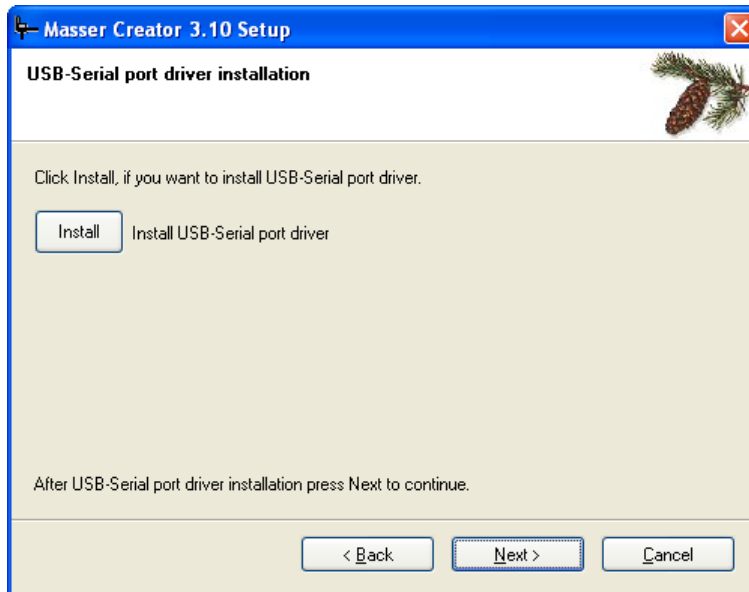 Masser Creator 3.10 Setup
USB-Serial port driver installation
Click Install, if you want to install USB-Serial port driver.
Install Install USB-Serial port driver
After USB-Serial port driver installation press Next to continue.
< Back Next > Cancel